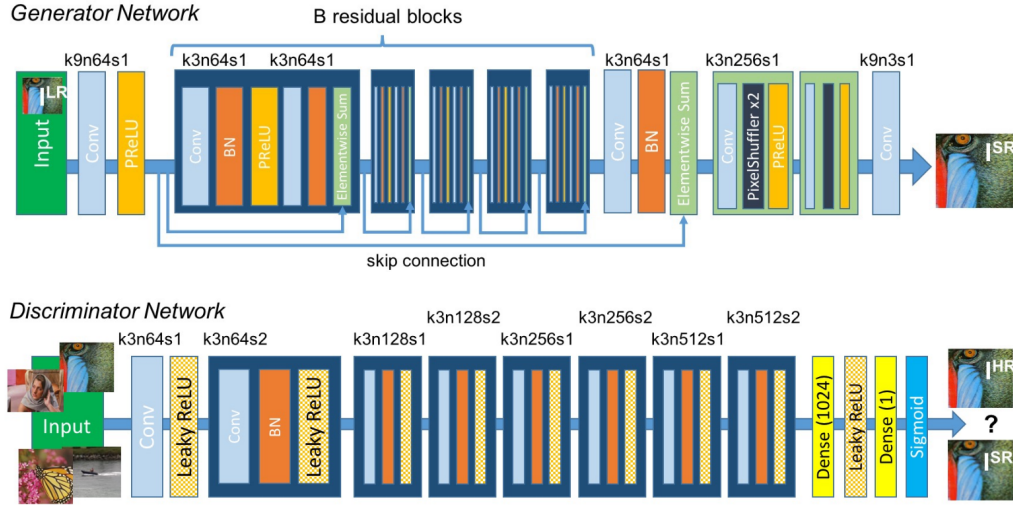 Generator Network
B residual blocks
k9n64s1
k3n64s1
k3n64s1
k3n64s1
k3n256s1
k9n3s1
I^LR
Input
Conv
PReLU
Conv
BN
PReLU
Elementwise Sum
Conv
BN
Elementwise Sum
Conv
PixelShuffler x2
PReLU
Conv
I^SR
skip connection
Discriminator Network
k3n64s1
k3n64s2
k3n128s1
k3n128s2
k3n256s1
k3n256s2
k3n512s1
k3n512s2
Input
Conv
Leaky ReLU
Conv
BN
Leaky ReLU
Dense (1024)
Leaky ReLU
Dense (1)
Sigmoid
I^HR
?
I^SR